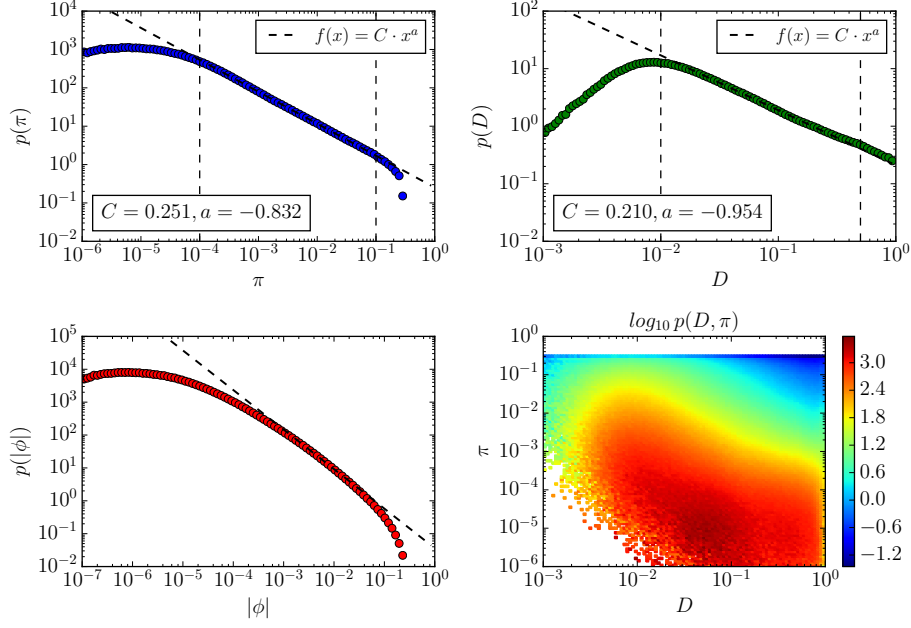 10^4
10^3
10^2
10^1
10^0
10^{-1}
10^{-2}
p(π)
f(x) = C · x^a
C = 0.251, a = −0.832
10^{-6} 10^{-5} 10^{-4} 10^{-3} 10^{-2} 10^{-1} 10^0
π
10^2
10^1
10^0
10^{-1}
10^{-2}
p(D)
f(x) = C · x^a
C = 0.210, a = −0.954
10^{-3} 10^{-2} 10^{-1} 10^0
D
10^5
10^4
10^3
10^2
10^1
10^0
10^{-1}
10^{-2}
p(|ϕ|)
10^{-7} 10^{-6} 10^{-5} 10^{-4} 10^{-3} 10^{-2} 10^{-1} 10^0
|ϕ|
log_{10} p(D, π)
10^0
10^{-1}
10^{-2}
10^{-3}
10^{-4}
10^{-5}
10^{-6}
π
10^{-3} 10^{-2} 10^{-1} 10^0
D
3.0
2.4
1.8
1.2
0.6
0.0
−0.6
−1.2